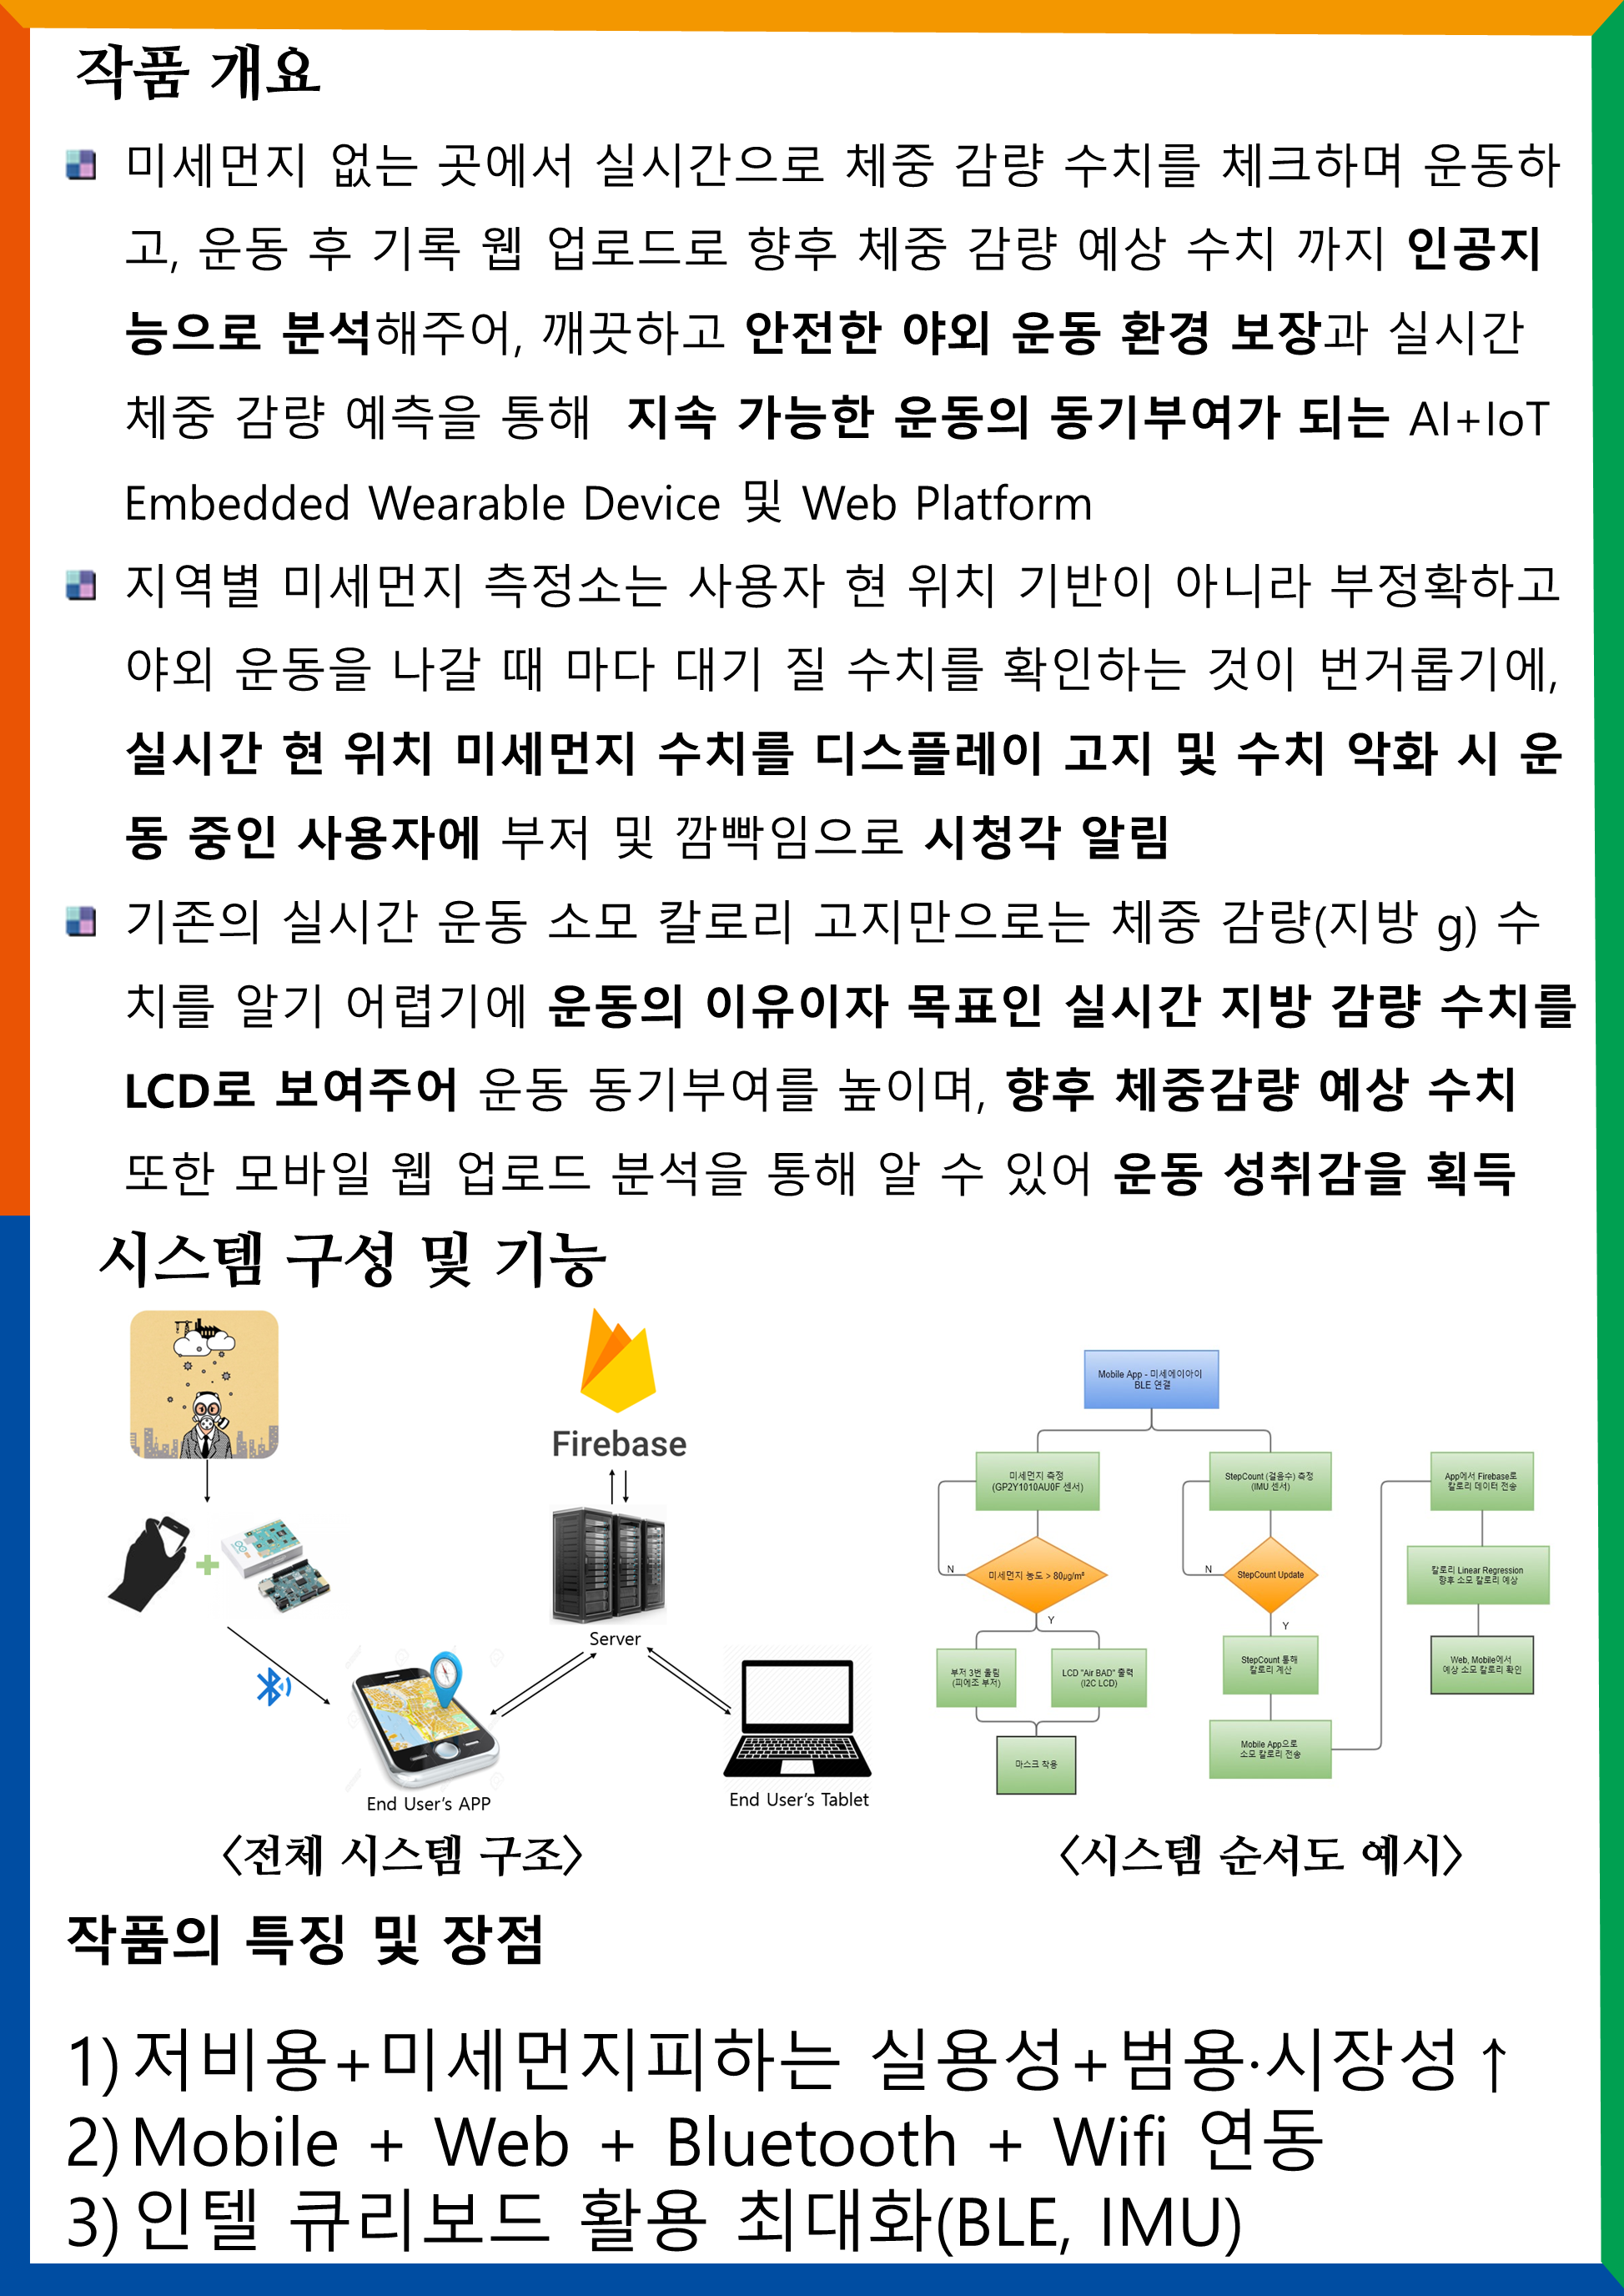 작품 개요
미세먼지 없는 곳에서 실시간으로 체중 감량 수치를 체크하며 운동하
고, 운동 후 기록 웹 업로드로 향후 체중 감량 예상 수치 까지 인공지
능으로 분석해주어, 깨끗하고 안전한 야외 운동 환경 보장과 실시간
체중 감량 예측을 통해 지속 가능한 운동의 동기부여가 되는 AI+IoT
Embedded Wearable Device 및 Web Platform
지역별 미세먼지 측정소는 사용자 현 위치 기반이 아니라 부정확하고
야외 운동을 나갈 때 마다 대기 질 수치를 확인하는 것이 번거롭기에,
실시간 현 위치 미세먼지 수치를 디스플레이 고지 및 수치 악화 시 운
동 중인 사용자에 부저 및 깜빡임으로 시청각 알림
기존의 실시간 운동 소모 칼로리 고지만으로는 체중 감량(지방 g) 수
치를 알기 어렵기에 운동의 이유이자 목표인 실시간 지방 감량 수치를
LCD로 보여주어 운동 동기부여를 높이며, 향후 체중감량 예상 수치
또한 모바일 웹 업로드 분석을 통해 알 수 있어 운동 성취감을 획득
시스템 구성 및 기능
Firebase
Server
End User's APP
End User's Tablet
<전체 시스템 구조>
Mobile App - 미세에이아이
BLE 연결
미세먼지 측정
(GP2Y1010AU0F 센서)
StepCount (걸음수) 측정
(IMU 센서)
App에서 Firebase로
칼로리 데이터 전송
N
미세먼지 농도 > 80μg/m³
N
StepCount Update
칼로리 Linear Regression
향후 소모 칼로리 예상
Y
Y
부저 3번 울림
(피에조 부저)
LCD "Air BAD" 출력
(I2C LCD)
StepCount 통해
칼로리 계산
Web, Mobile에서
예상 소모 칼로리 확인
마스크 착용
Mobile App으로
소모 칼로리 전송
<시스템 순서도 예시>
작품의 특징 및 장점
1) 저비용+미세먼지피하는 실용성+범용·시장성↑
2) Mobile + Web + Bluetooth + Wifi 연동
3) 인텔 큐리보드 활용 최대화(BLE, IMU)